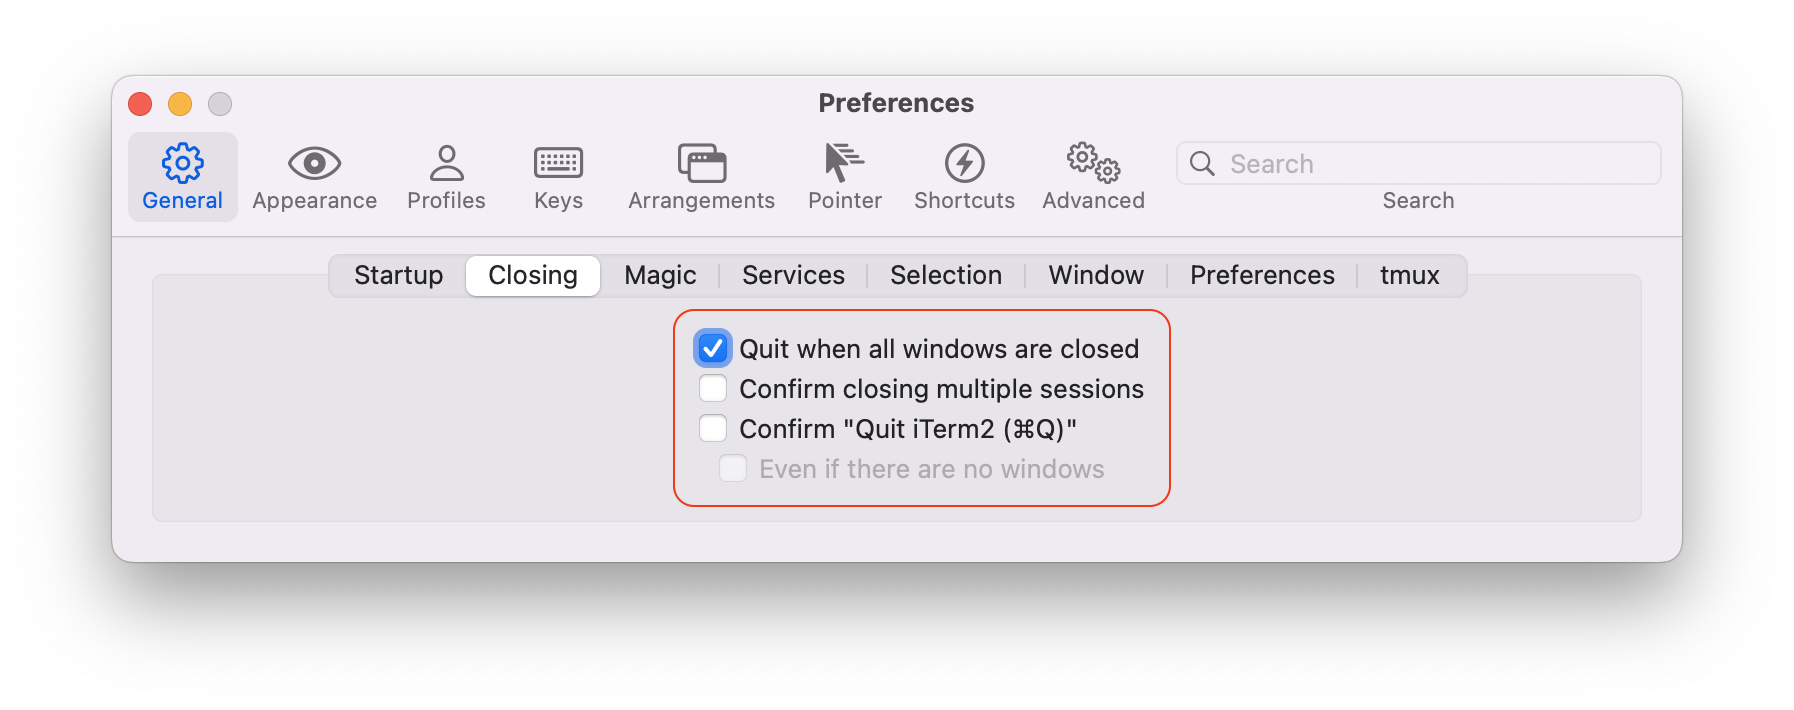 Preferences
General Appearance Profiles Keys Arrangements Pointer Shortcuts Advanced Search
Search
Startup Closing Magic Services Selection Window Preferences tmux
Quit when all windows are closed
Confirm closing multiple sessions
Confirm "Quit iTerm2 (⌘Q)"
Even if there are no windows